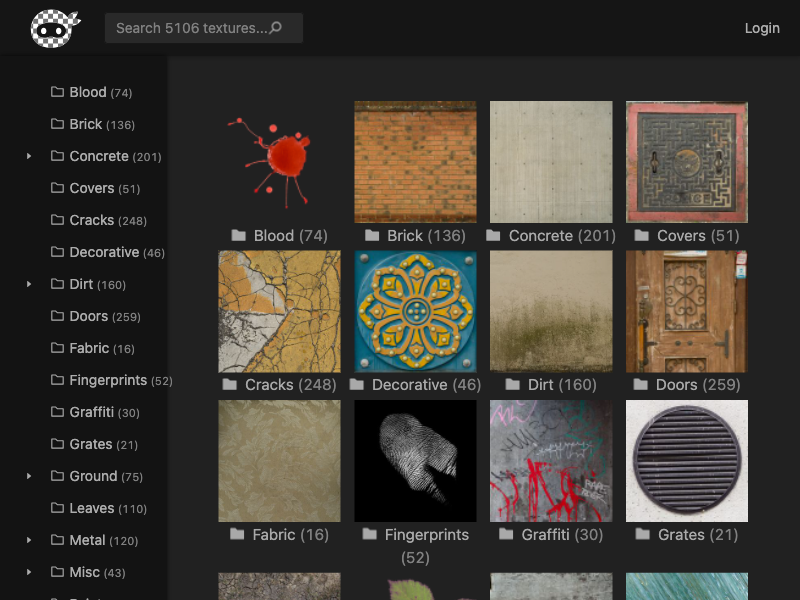 Search 5106 textures...
Login
Blood (74)
Brick (136)
Concrete (201)
Covers (51)
Cracks (248)
Decorative (46)
Dirt (160)
Doors (259)
Fabric (16)
Fingerprints (52)
Graffiti (30)
Grates (21)
Ground (75)
Leaves (110)
Metal (120)
Misc (43)
Blood (74)
Brick (136)
Concrete (201)
Covers (51)
Cracks (248)
Decorative (46)
Dirt (160)
Doors (259)
Fabric (16)
Fingerprints
(52)
Graffiti (30)
Grates (21)